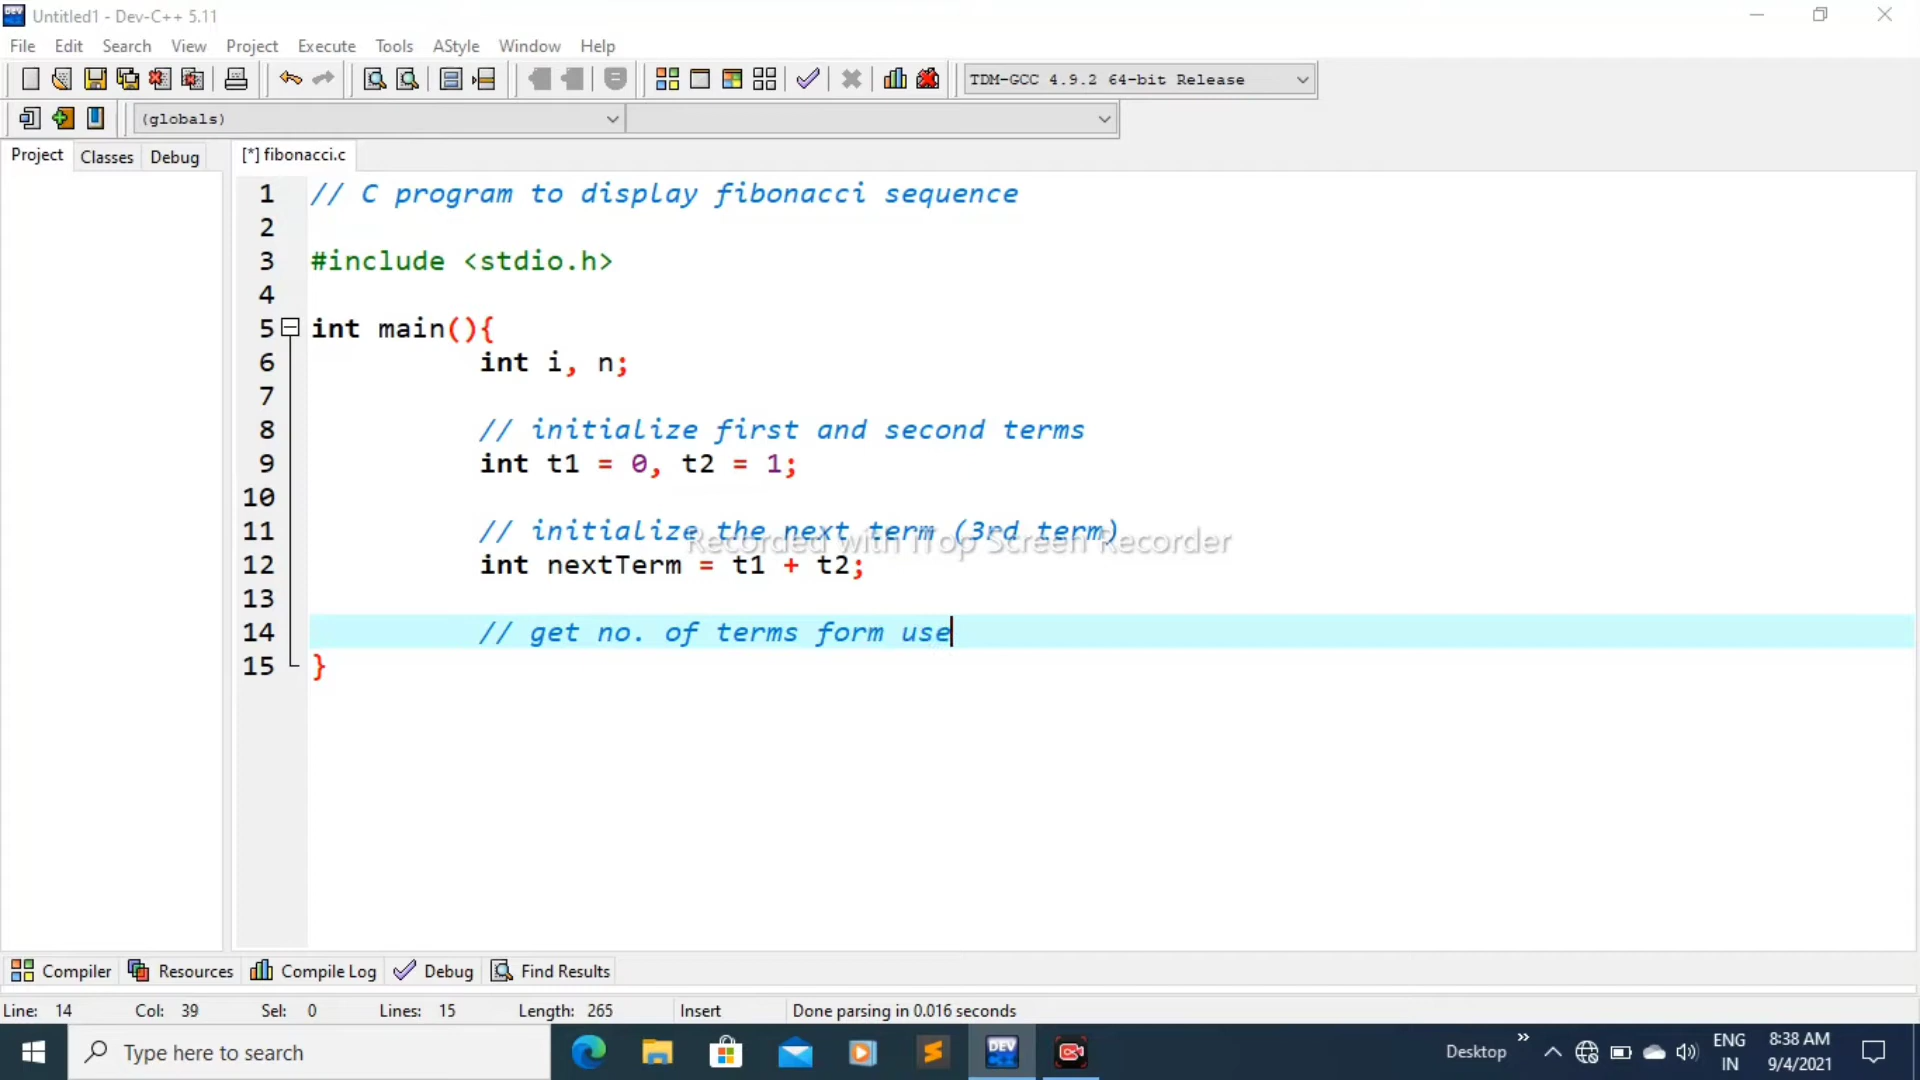 Untitled1 - Dev-C++ 5.11
File Edit Search View Project Execute Tools AStyle Window Help
TDM-GCC 4.9.2 64-bit Release
(globals)
Project Classes Debug [*] fibonacci.c
1 // C program to display fibonacci sequence
2
3 #include <stdio.h>
4
5 int main(){
6 int i, n;
7
8 // initialize first and second terms
9 int t1 = 0, t2 = 1;
10
11 // initialize the next term (3rd term)
Recorded with iTop Screen Recorder
12 int nextTerm = t1 + t2;
13
14 // get no. of terms form use
15 }
Compiler Resources Compile Log Debug Find Results
Line: 14 Col: 39 Sel: 0 Lines: 15 Length: 265 Insert Done parsing in 0.016 seconds
Type here to search DEV Desktop ENG 8:38 AM
IN 9/4/2021